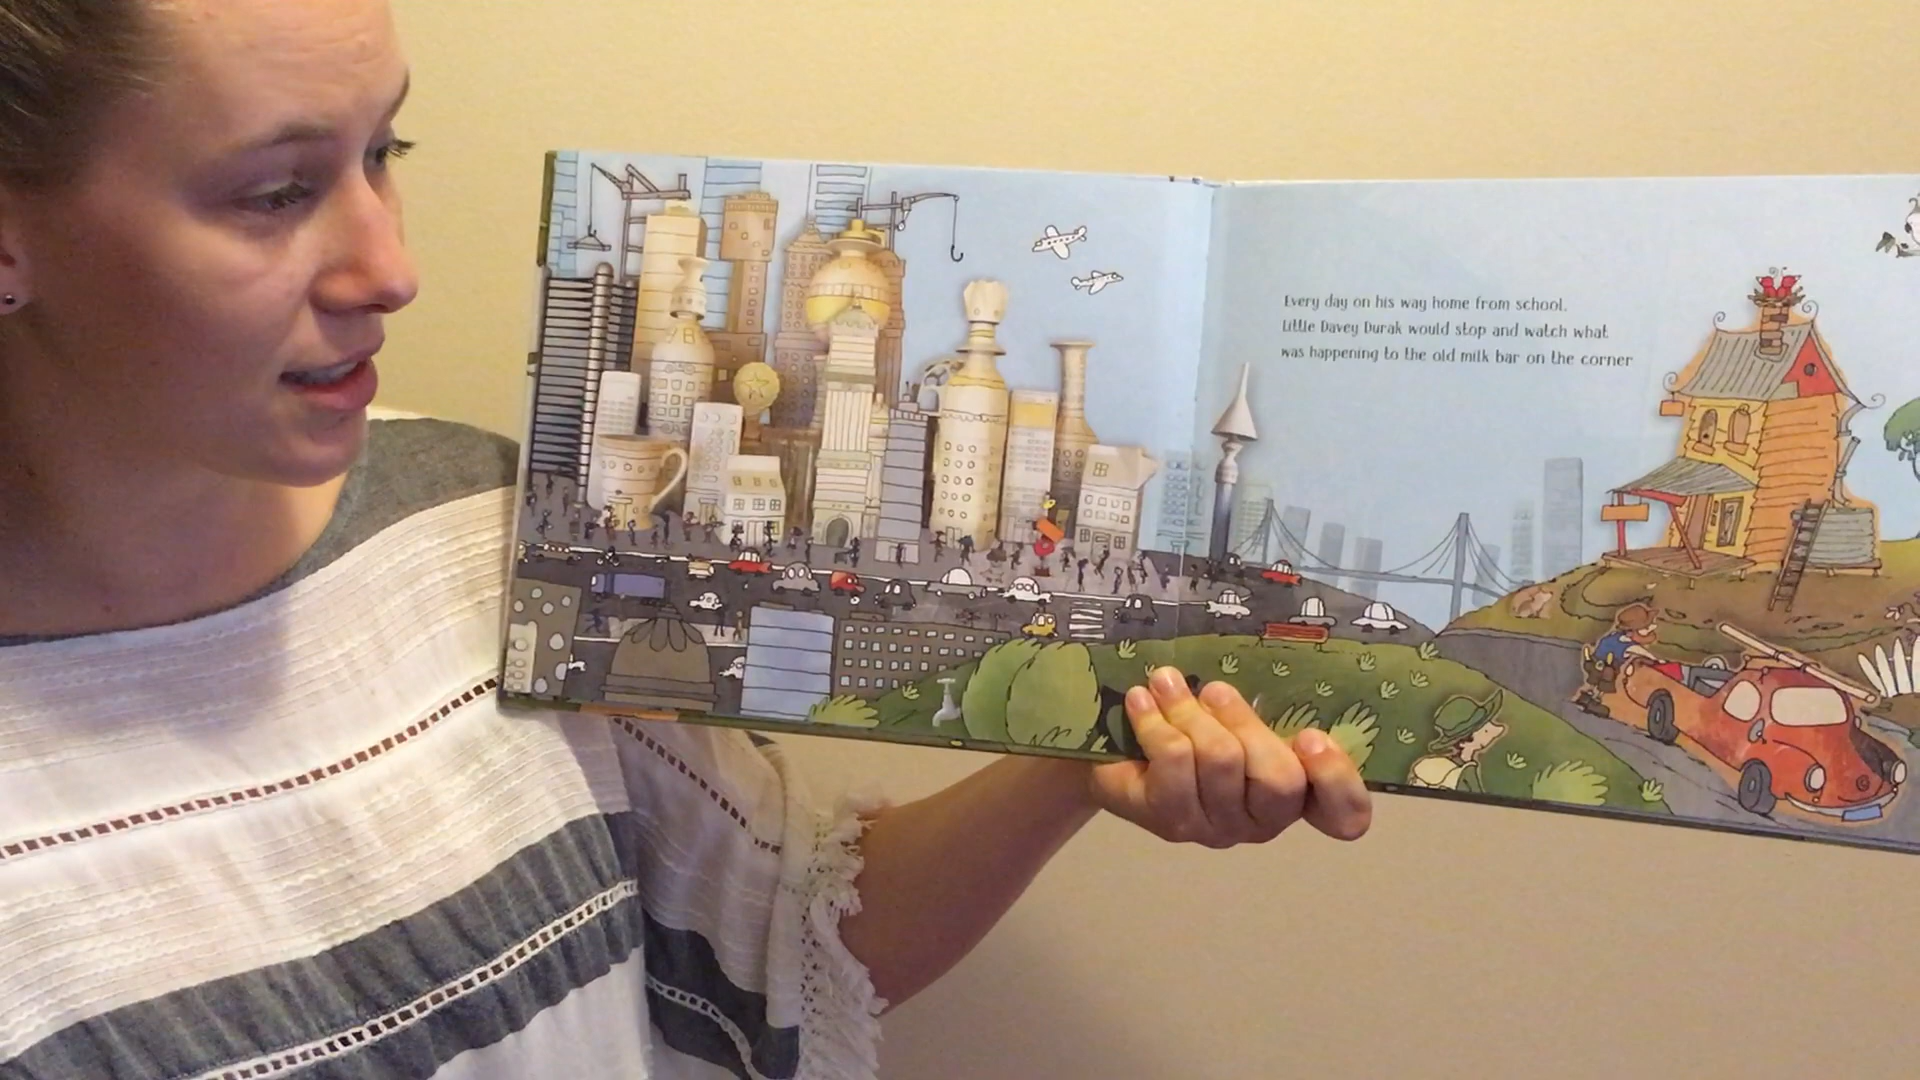 Every day on his way home from school.
Little Davey Durak would stop and watch what
was happening to the old milk bar on the corner